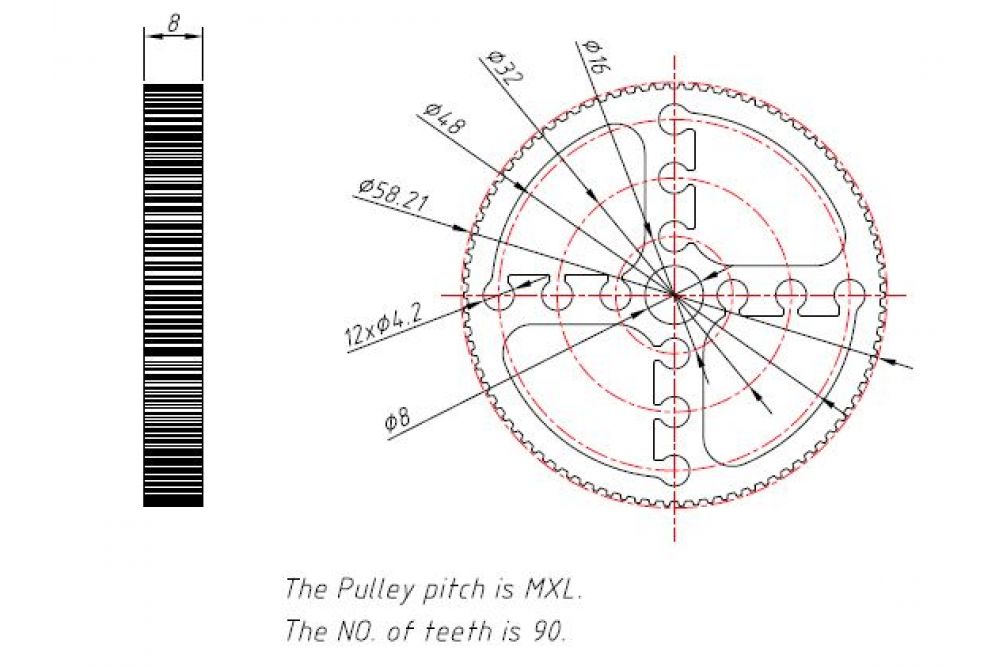 8
Ø16
Ø32
Ø48
Ø58.21
12xØ4.2
Ø8
The Pulley pitch is MXL.
The NO. of teeth is 90.